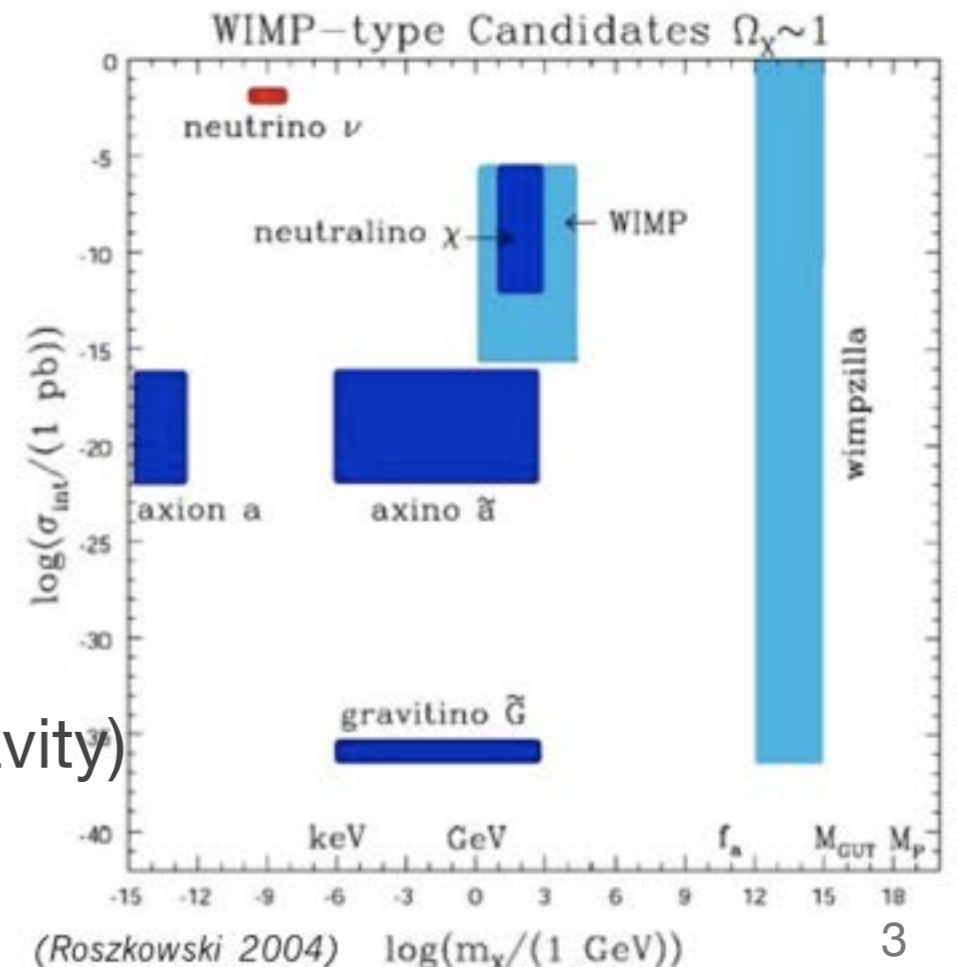 WIMP-type Candidates Ωχ~1
0
neutrino ν
-5
neutralino χ
WIMP
-10
-15
log(σint/(1 pb))
wimpzilla
-20
axion a
axino ã
-25
-30
gravitino G̃
vity)
-40
keV
GeV
fa
MGUT
MP
-15 -12 -9 -6 -3 0 3 6 9 12 15 18
(Roszkowski 2004)
log(mχ/(1 GeV))
3